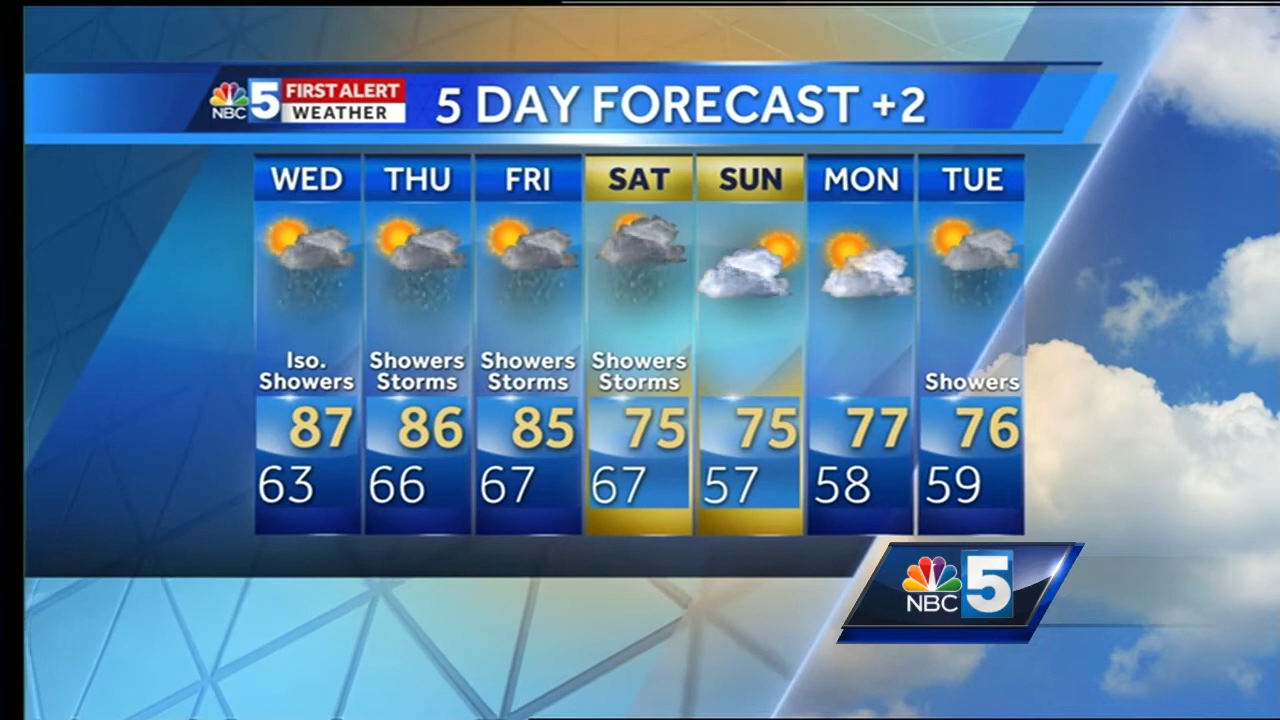 NBC 5 FIRST ALERT WEATHER
5 DAY FORECAST +2
WED THU FRI SAT SUN MON TUE
Iso. Showers Showers Showers
Showers Storms Storms Storms Showers
87 86 85 75 75 77 76
63 66 67 67 57 58 59
NBC 5